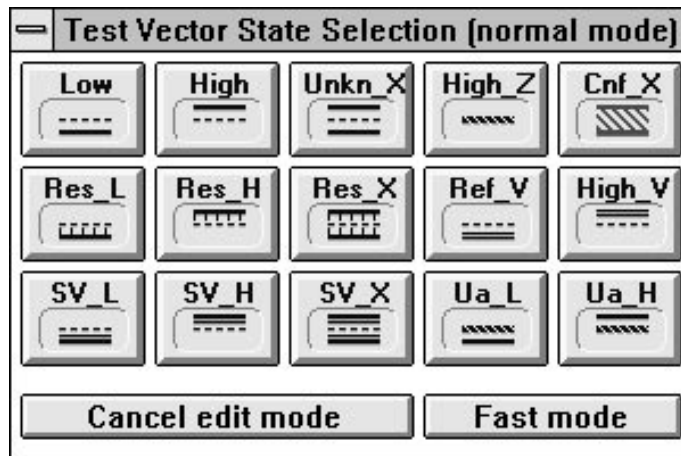 Test Vector State Selection (normal mode)
Low High Unkn_X High_Z Cnf_X
Res_L Res_H Res_X Ref_V High_V
SV_L SV_H SV_X Ua_L Ua_H
Cancel edit mode Fast mode